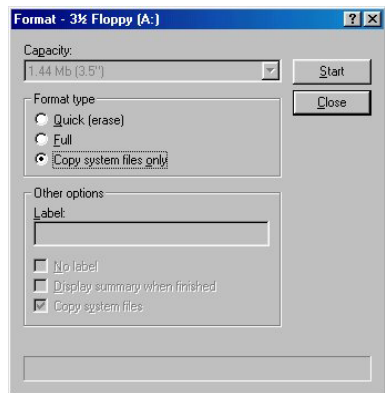 Format - 3½ Floppy (A:)
Capacity:
1.44 Mb (3.5")
Start
Format type
Close
Quick (erase)
Full
Copy system files only
Other options
Label:
No label
Display summary when finished
Copy system files